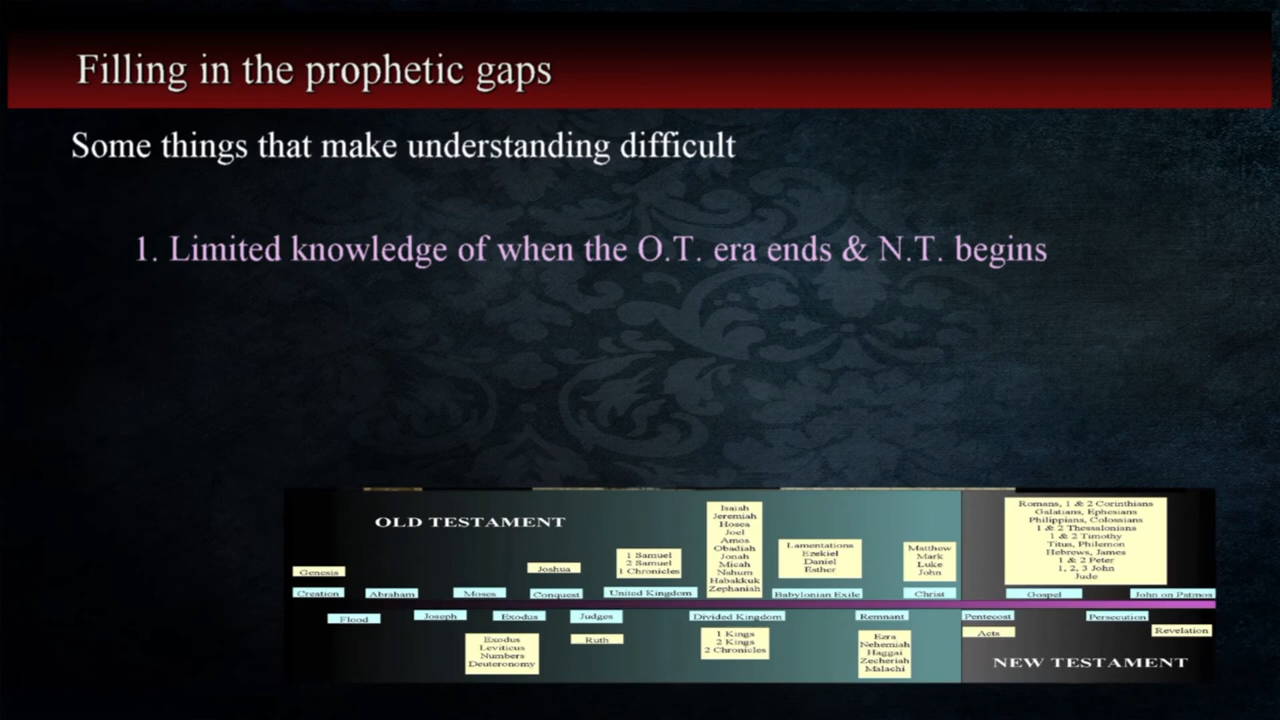 Filling in the prophetic gaps
Some things that make understanding difficult
1. Limited knowledge of when the O.T. era ends & N.T. begins
OLD TESTAMENT
Genesis
Joshua
1 Samuel
2 Samuel
1 Chronicles
Isaiah
Jeremiah
Hosea
Joel
Amos
Obadiah
Jonah
Micah
Nahum
Habakkuk
Zephaniah
Lamentations
Ezekiel
Daniel
Esther
Matthew
Mark
Luke
John
Romans, 1 & 2 Corinthians
Galatians, Ephesians
Philippians, Colossians
1 & 2 Thessalonians
1 & 2 Timothy
Titus, Philemon
Hebrews, James
1 & 2 Peter
1, 2, 3 John
Jude
Creation
Abraham
Moses
Conquest
United Kingdom
Babylonian Exile
Christ
Gospel
John on Patmos
Flood
Joseph
Exodus
Judges
Divided Kingdom
Remnant
Pentecost
Persecution
Exodus
Leviticus
Numbers
Deuteronomy
Ruth
1 Kings
2 Kings
2 Chronicles
Ezra
Nehemiah
Haggai
Zecheriah
Malachi
Acts
Revelation
NEW TESTAMENT